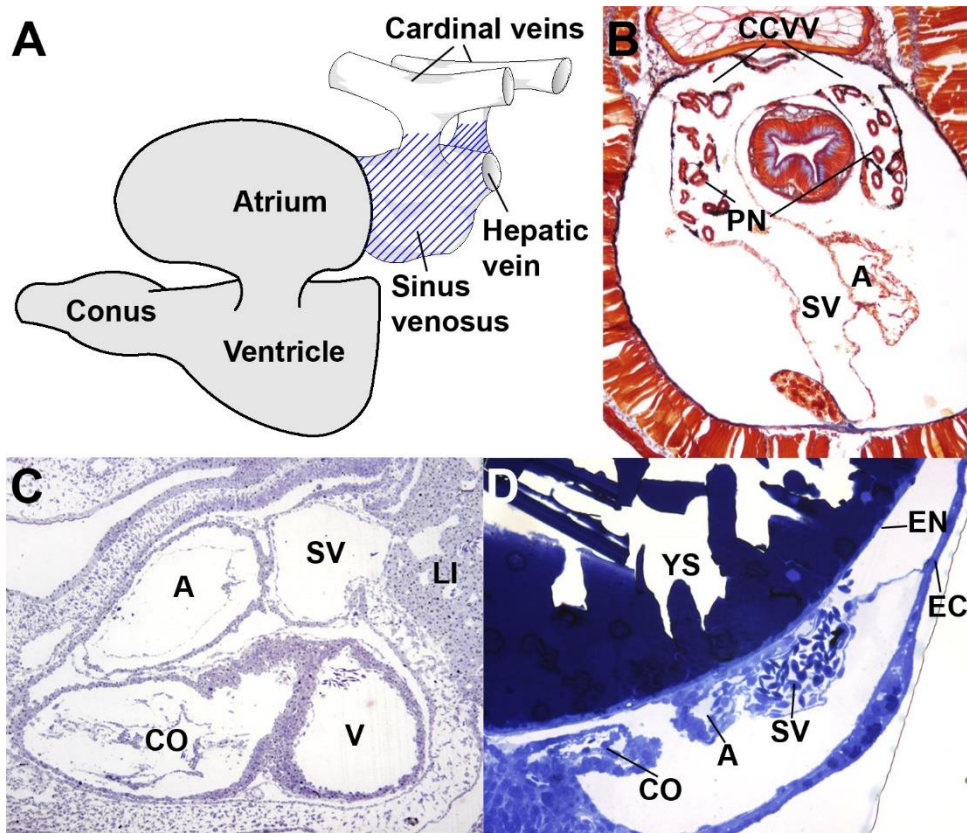 A
Cardinal veins
Atrium
Hepatic
vein
Sinus
venosus
Conus
Ventricle
B
CCVV
PN
A
SV
C
A
SV
LI
CO
V
D
EN
YS
EC
SV
A
CO